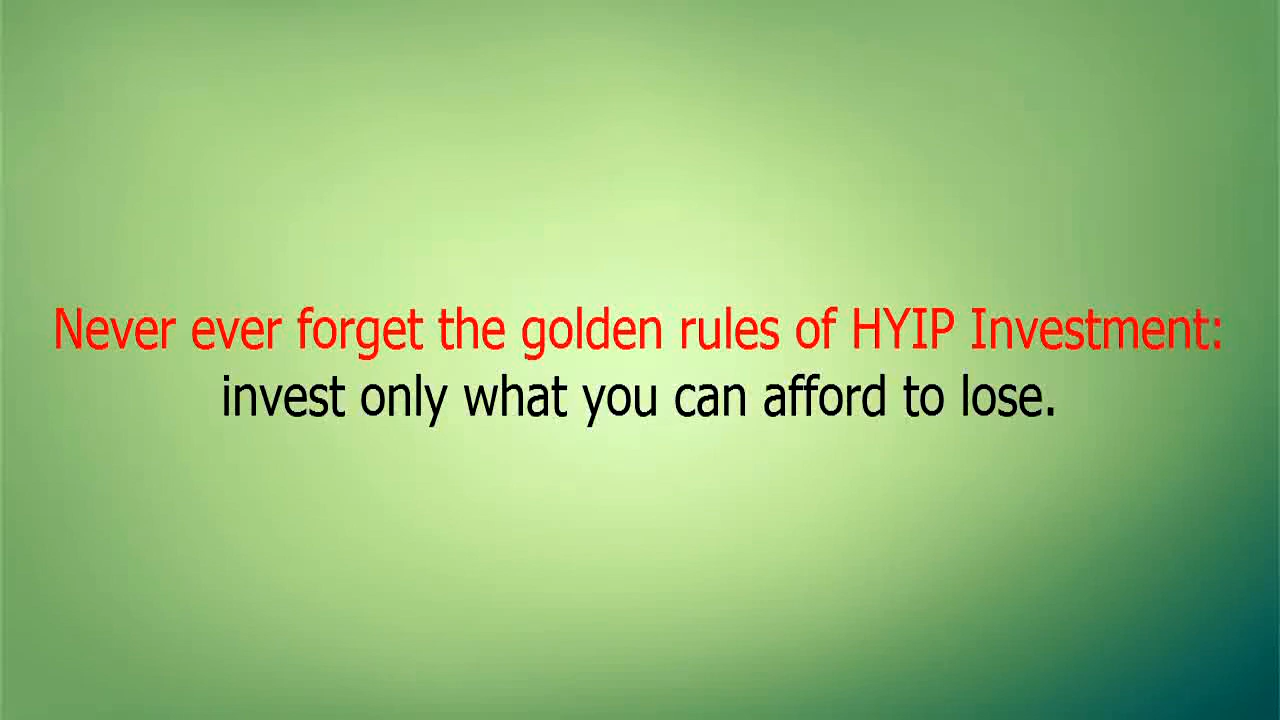 Never ever forget the golden rules of HYIP Investment:
invest only what you can afford to lose.